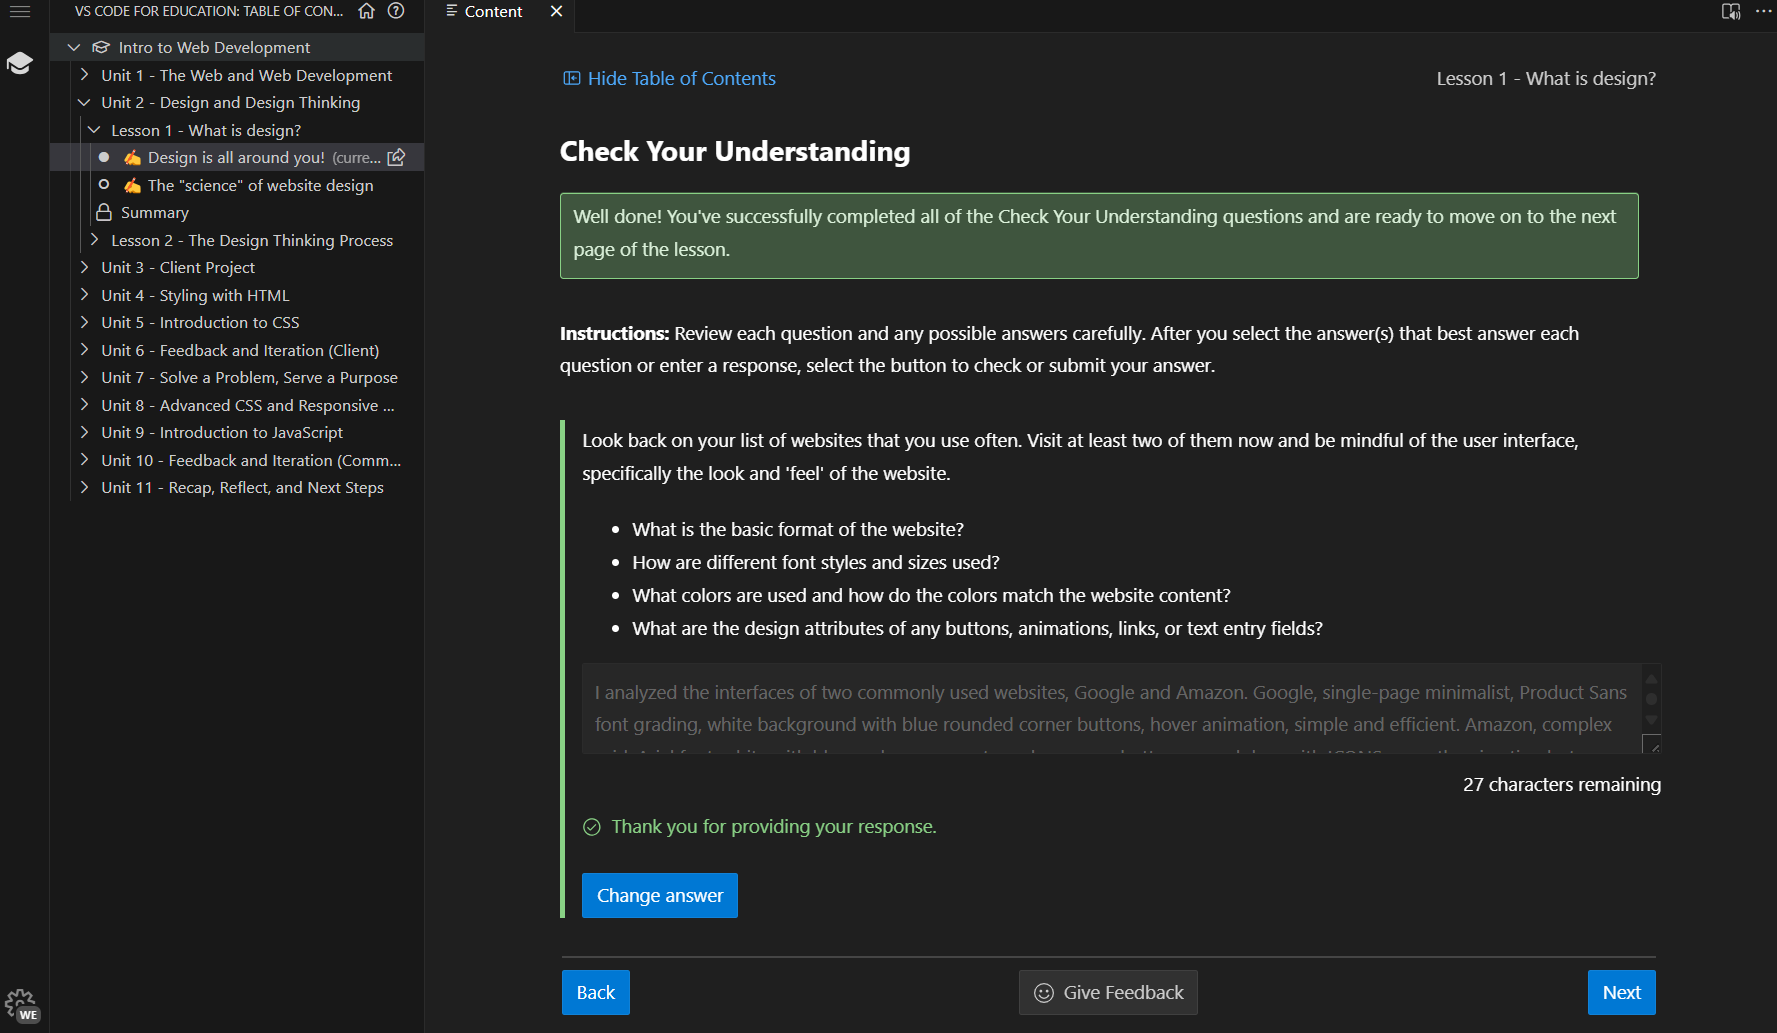 VS CODE FOR EDUCATION: TABLE OF CON...
Content
Intro to Web Development
Unit 1 - The Web and Web Development
Unit 2 - Design and Design Thinking
Lesson 1 - What is design?
✍️ Design is all around you! (curre...
✍️ The "science" of website design
Summary
Lesson 2 - The Design Thinking Process
Unit 3 - Client Project
Unit 4 - Styling with HTML
Unit 5 - Introduction to CSS
Unit 6 - Feedback and Iteration (Client)
Unit 7 - Solve a Problem, Serve a Purpose
Unit 8 - Advanced CSS and Responsive ...
Unit 9 - Introduction to JavaScript
Unit 10 - Feedback and Iteration (Comm...
Unit 11 - Recap, Reflect, and Next Steps
WE
Hide Table of Contents
Lesson 1 - What is design?
Check Your Understanding
Well done! You've successfully completed all of the Check Your Understanding questions and are ready to move on to the next
page of the lesson.
Instructions: Review each question and any possible answers carefully. After you select the answer(s) that best answer each
question or enter a response, select the button to check or submit your answer.
Look back on your list of websites that you use often. Visit at least two of them now and be mindful of the user interface,
specifically the look and 'feel' of the website.
• What is the basic format of the website?
• How are different font styles and sizes used?
• What colors are used and how do the colors match the website content?
• What are the design attributes of any buttons, animations, links, or text entry fields?
I analyzed the interfaces of two commonly used websites, Google and Amazon. Google, single-page minimalist, Product Sans
font grading, white background with blue rounded corner buttons, hover animation, simple and efficient. Amazon, complex
27 characters remaining
Thank you for providing your response.
Change answer
Back
Give Feedback
Next